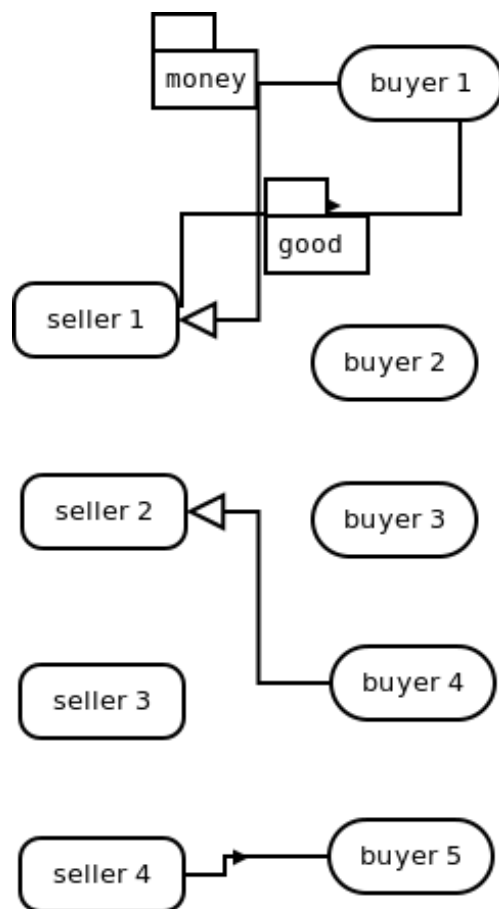 money
buyer 1
good
seller 1
buyer 2
seller 2
buyer 3
seller 3
buyer 4
seller 4
buyer 5